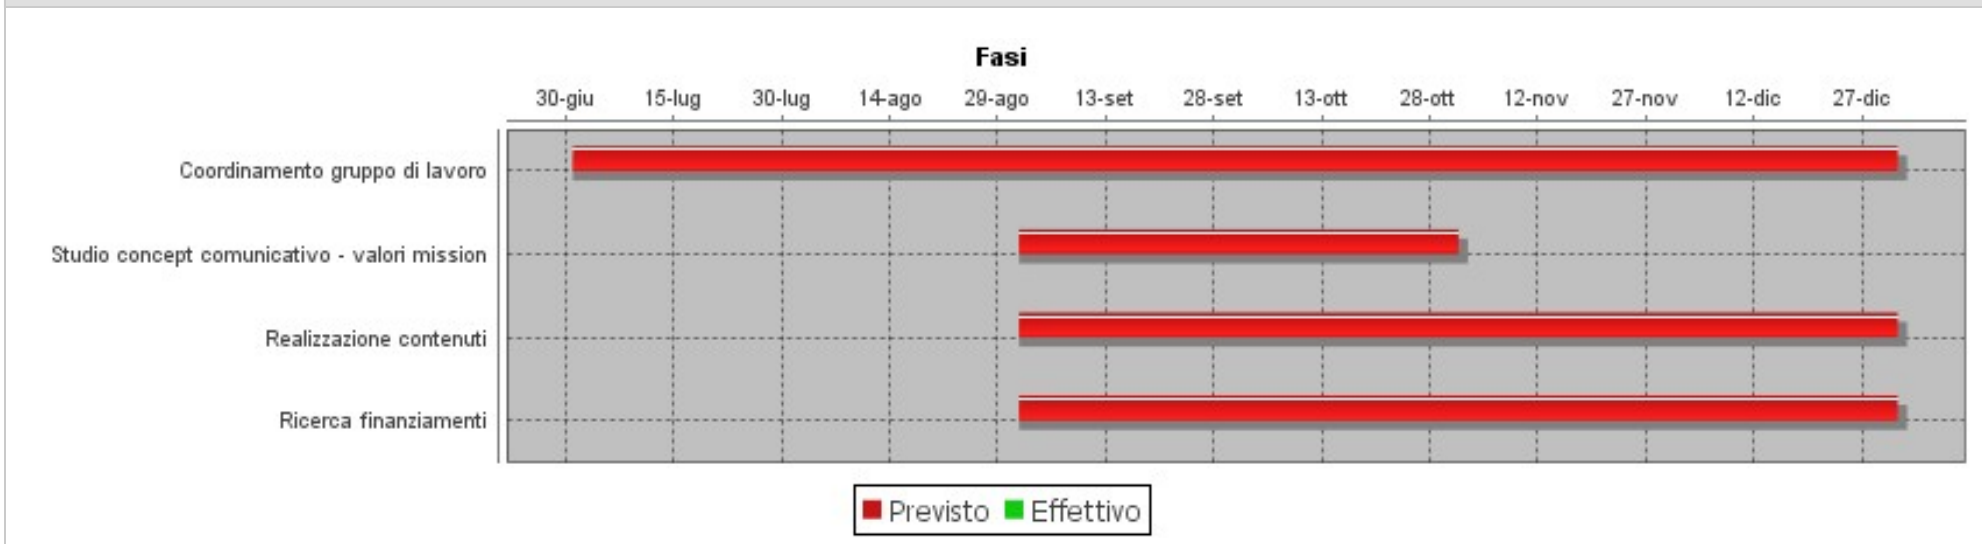 Fasi
30-giu 15-lug 30-lug 14-ago 29-ago 13-set 28-set 13-ott 28-ott 12-nov 27-nov 12-dic 27-dic
Coordinamento gruppo di lavoro
Studio concept comunicativo - valori mission
Realizzazione contenuti
Ricerca finanziamenti
Previsto Effettivo